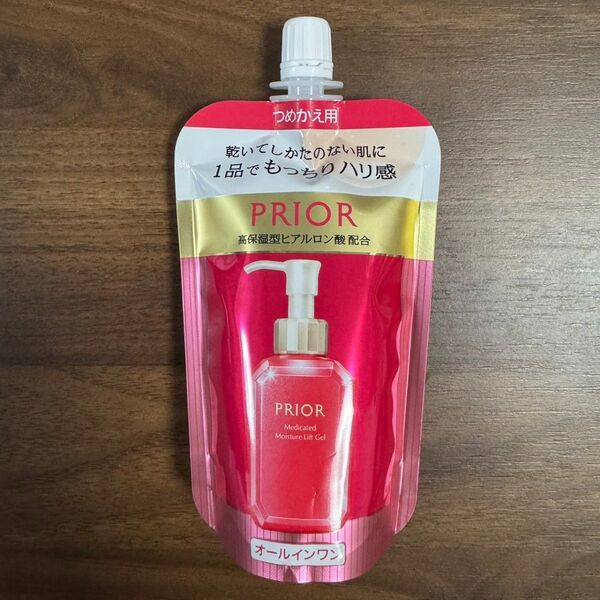 つめかえ用
乾いてしかたのない肌に
1品でもっちりハリ感
PRIOR
高保湿型ヒアルロン酸 配合
PRIOR
Medicated
Moisture Lift Gel
オールインワン